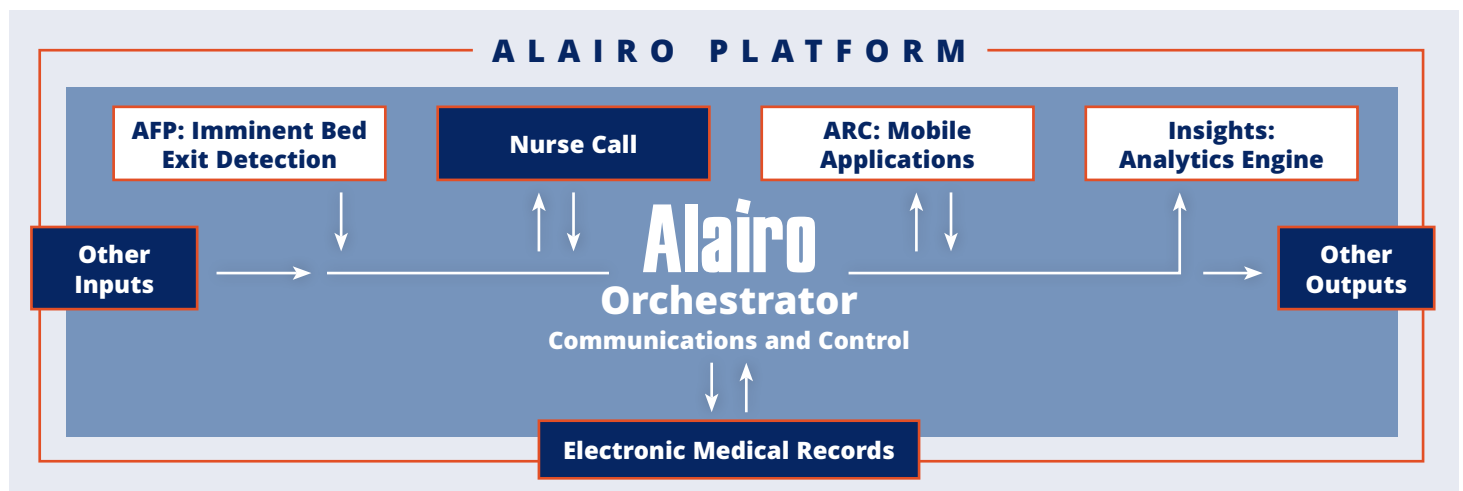 ALAIRO PLATFORM
AFP: Imminent Bed
Exit Detection
Nurse Call
ARC: Mobile
Applications
Insights:
Analytics Engine
Other
Inputs
Alairo
Orchestrator
Communications and Control
Other
Outputs
Electronic Medical Records